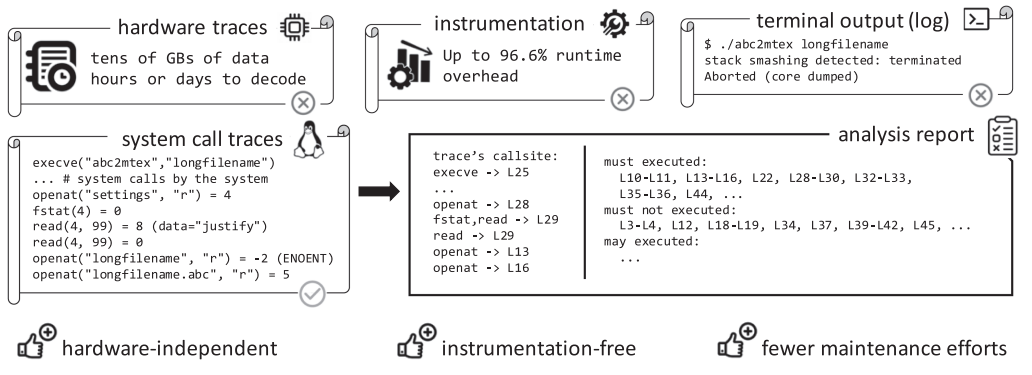 hardware traces
tens of GBs of data
hours or days to decode
instrumentation
Up to 96.6% runtime
overhead
terminal output (log)
$ ./abc2mtex longfilename
stack smashing detected: terminated
Aborted (core dumped)
system call traces
execve("abc2mtex","longfilename")
... # system calls by the system
openat("settings", "r") = 4
fstat(4) = 0
read(4, 99) = 8 (data="justify")
read(4, 99) = 0
openat("longfilename", "r") = -2 (ENOENT)
openat("longfilename.abc", "r") = 5
analysis report
trace's callsite:
execve -> L25
...
openat -> L28
fstat,read -> L29
read -> L29
openat -> L13
openat -> L16
must executed:
L10-L11, L13-L16, L22, L28-L30, L32-L33,
L35-L36, L44, ...
must not executed:
L3-L4, L12, L18-L19, L34, L37, L39-L42, L45, ...
may executed:
...
hardware-independent
instrumentation-free
fewer maintenance efforts